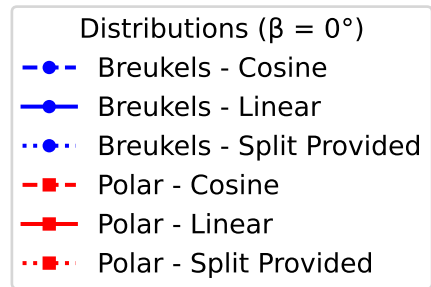 Distributions (β = 0°)
Breukels - Cosine
Breukels - Linear
Breukels - Split Provided
Polar - Cosine
Polar - Linear
Polar - Split Provided